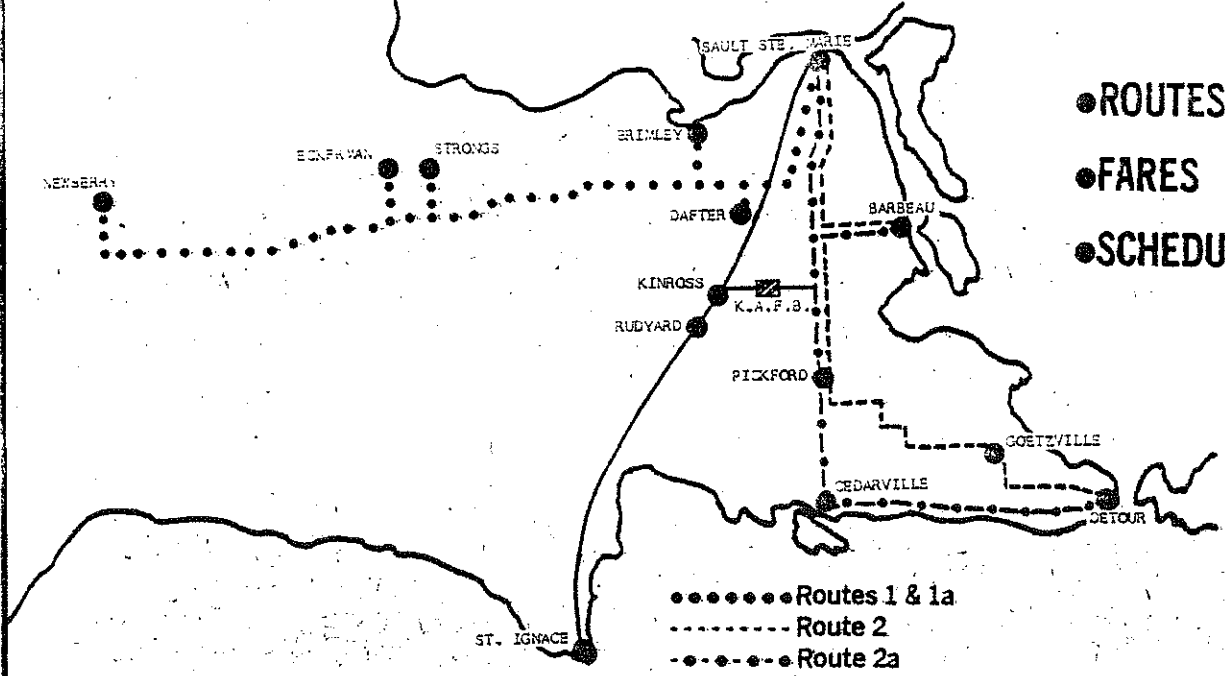 SAULT STE. MARIE
●ROUTES
BRIMLEY
ECKERMAN
STRONGS
●FARES
NEWBERRY
BARBEAU
DAFTER
●SCHEDU
KINROSS
K.A.F.B.
RUDYARD
PICKFORD
GOETZVILLE
CEDARVILLE
DETOUR
Routes 1 & 1a
Route 2
ST. IGNACE
Route 2a